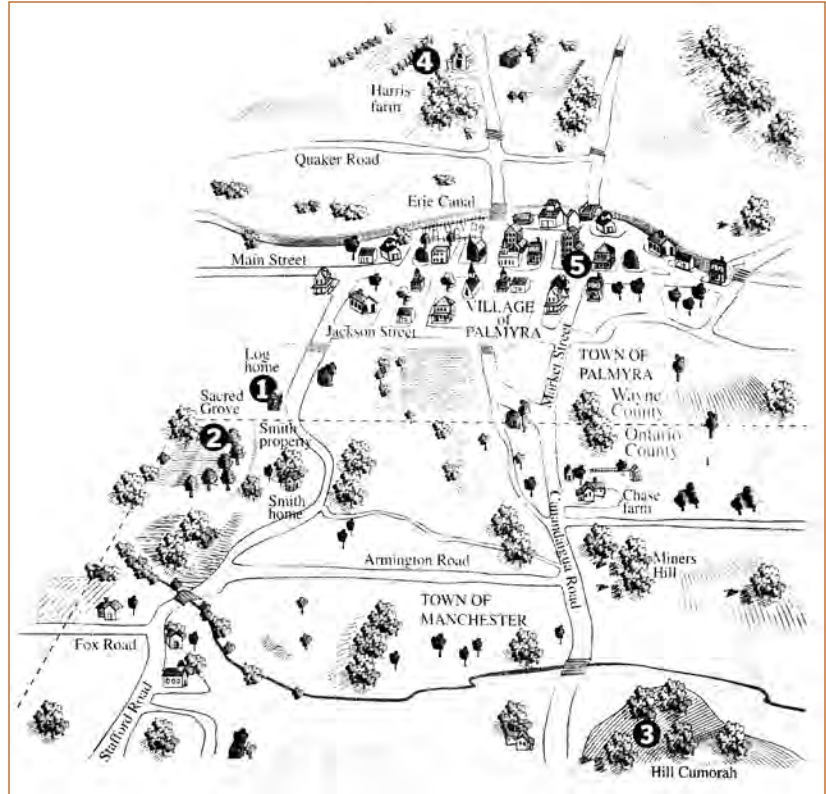 4
Harris
farm
Quaker Road
Erie Canal
Main Street
5
VILLAGE
of
PALMYRA
Jackson Street
Market Street
TOWN OF
PALMYRA
Log
home
1
Sacred
Grove
2
Wayne
County
Ontario
County
Smith
property
Smith
home
Chase
farm
Canandaigua Road
Armington Road
Miners
Hill
TOWN OF
MANCHESTER
Fox Road
Stafford Road
3
Hill Cumorah